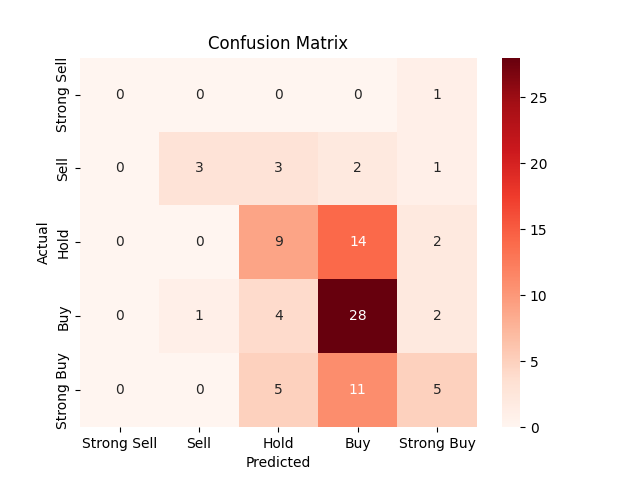 Confusion Matrix
Actual
Strong Sell 0 0 0 0 1
Sell 0 3 3 2 1
Hold 0 0 9 14 2
Buy 0 1 4 28 2
Strong Buy 0 0 5 11 5
Strong Sell Sell Hold Buy Strong Buy
Predicted
25
20
15
10
5
0